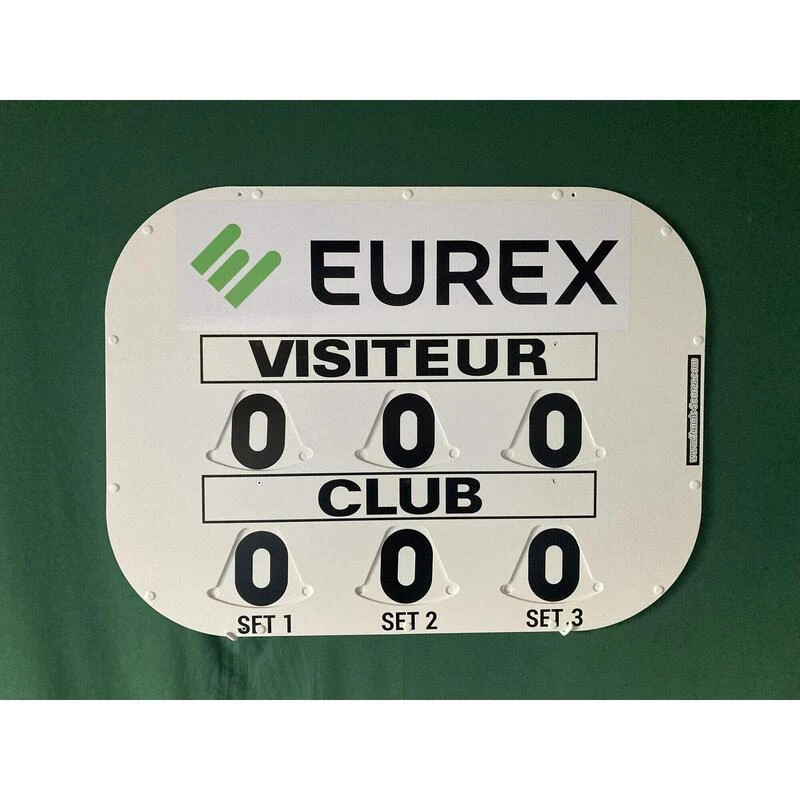 EUREX
VISITEUR
0 0 0
CLUB
0 0 0
SET 1 SET 2 SET 3